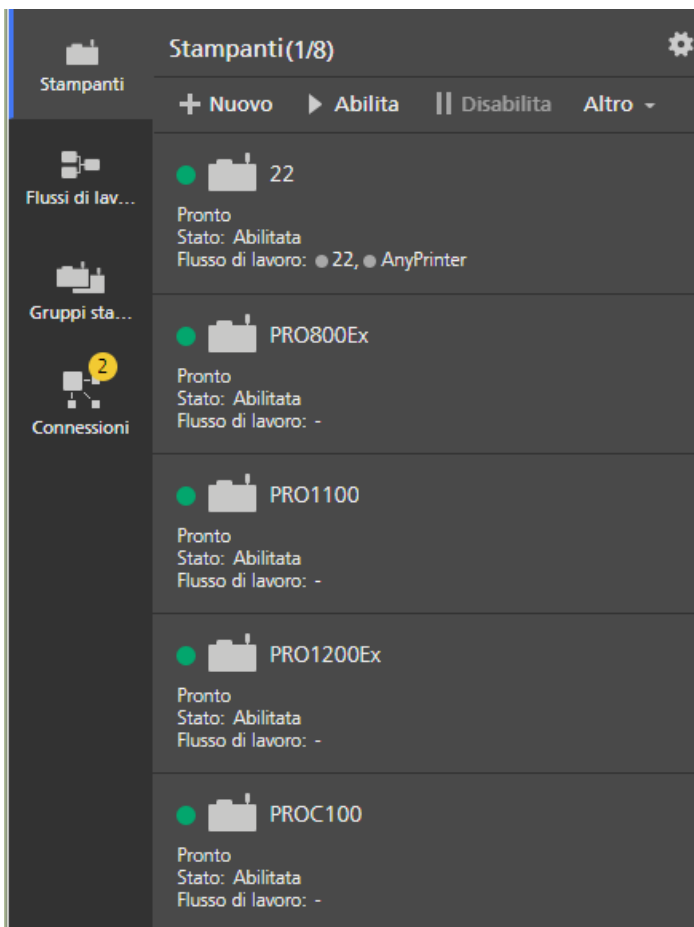 Stampanti
Flussi di lav...
Gruppi sta...
2
Connessioni
Stampanti(1/8)
Nuovo Abilita Disabilita Altro
22
Pronto
Stato: Abilitata
Flusso di lavoro: 22, AnyPrinter
PRO800Ex
Pronto
Stato: Abilitata
Flusso di lavoro: -
PRO1100
Pronto
Stato: Abilitata
Flusso di lavoro: -
PRO1200Ex
Pronto
Stato: Abilitata
Flusso di lavoro: -
PROC100
Pronto
Stato: Abilitata
Flusso di lavoro: -